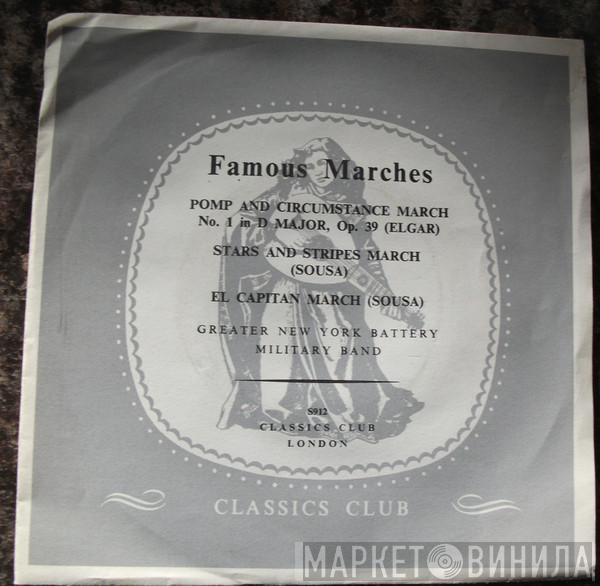 Famous Marches
POMP AND CIRCUMSTANCE MARCH
No. 1 in D MAJOR, Op. 39 (ELGAR)
STARS AND STRIPES MARCH
(SOUSA)
EL CAPITAN MARCH (SOUSA)
GREATER NEW YORK BATTERY
MILITARY BAND
S912
CLASSICS CLUB
LONDON
CLASSICS CLUB
МАРКЕТ ВИНИЛА